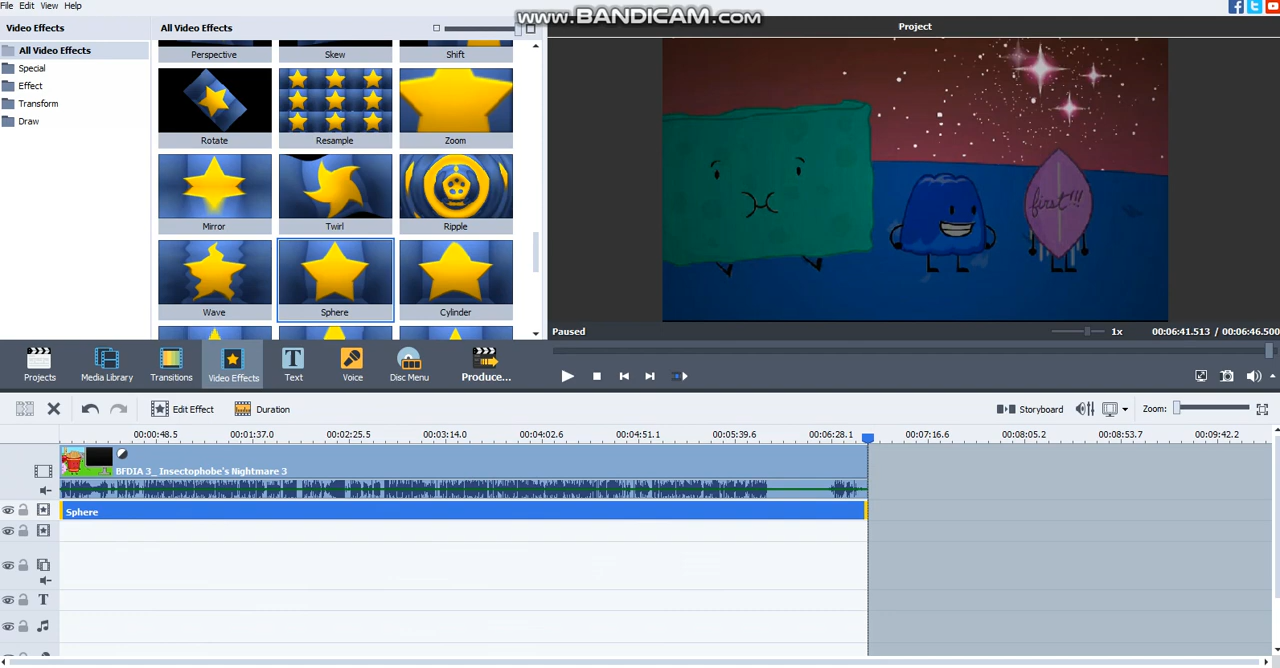 File Edit View Help
www.BANDICAM.com
Video Effects
All Video Effects
Project
All Video Effects
Special
Effect
Transform
Draw
Perspective Skew Shift
Rotate Resample Zoom
Mirror Twirl Ripple
Wave Sphere Cylinder
first!!!
Paused 1x 00:06:41.513 / 00:06:46.500
Projects Media Library Transitions Video Effects Text Voice Disc Menu Produce...
Edit Effect Duration Storyboard Zoom:
00:00:48.5 00:01:37.0 00:02:25.5 00:03:14.0 00:04:02.6 00:04:51.1 00:05:39.6 00:06:28.1 00:07:16.6 00:08:05.2 00:08:53.7 00:09:42.2
BFDIA 3_ Insectophobe's Nightmare 3
Sphere
T